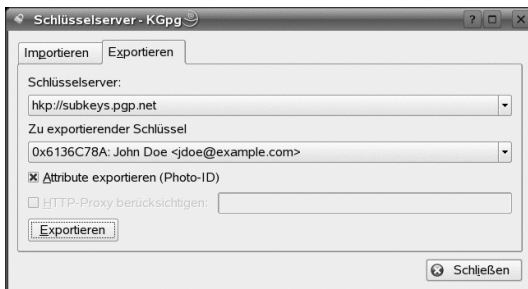 Schlüsselserver - KGpg
Importieren Exportieren
Schlüsselserver:
hkp://subkeys.pgp.net
Zu exportierender Schlüssel
0x6136C78A: John Doe <jdoe@example.com>
Attribute exportieren (Photo-ID)
HTTP-Proxy berücksichtigen:
Exportieren
Schließen